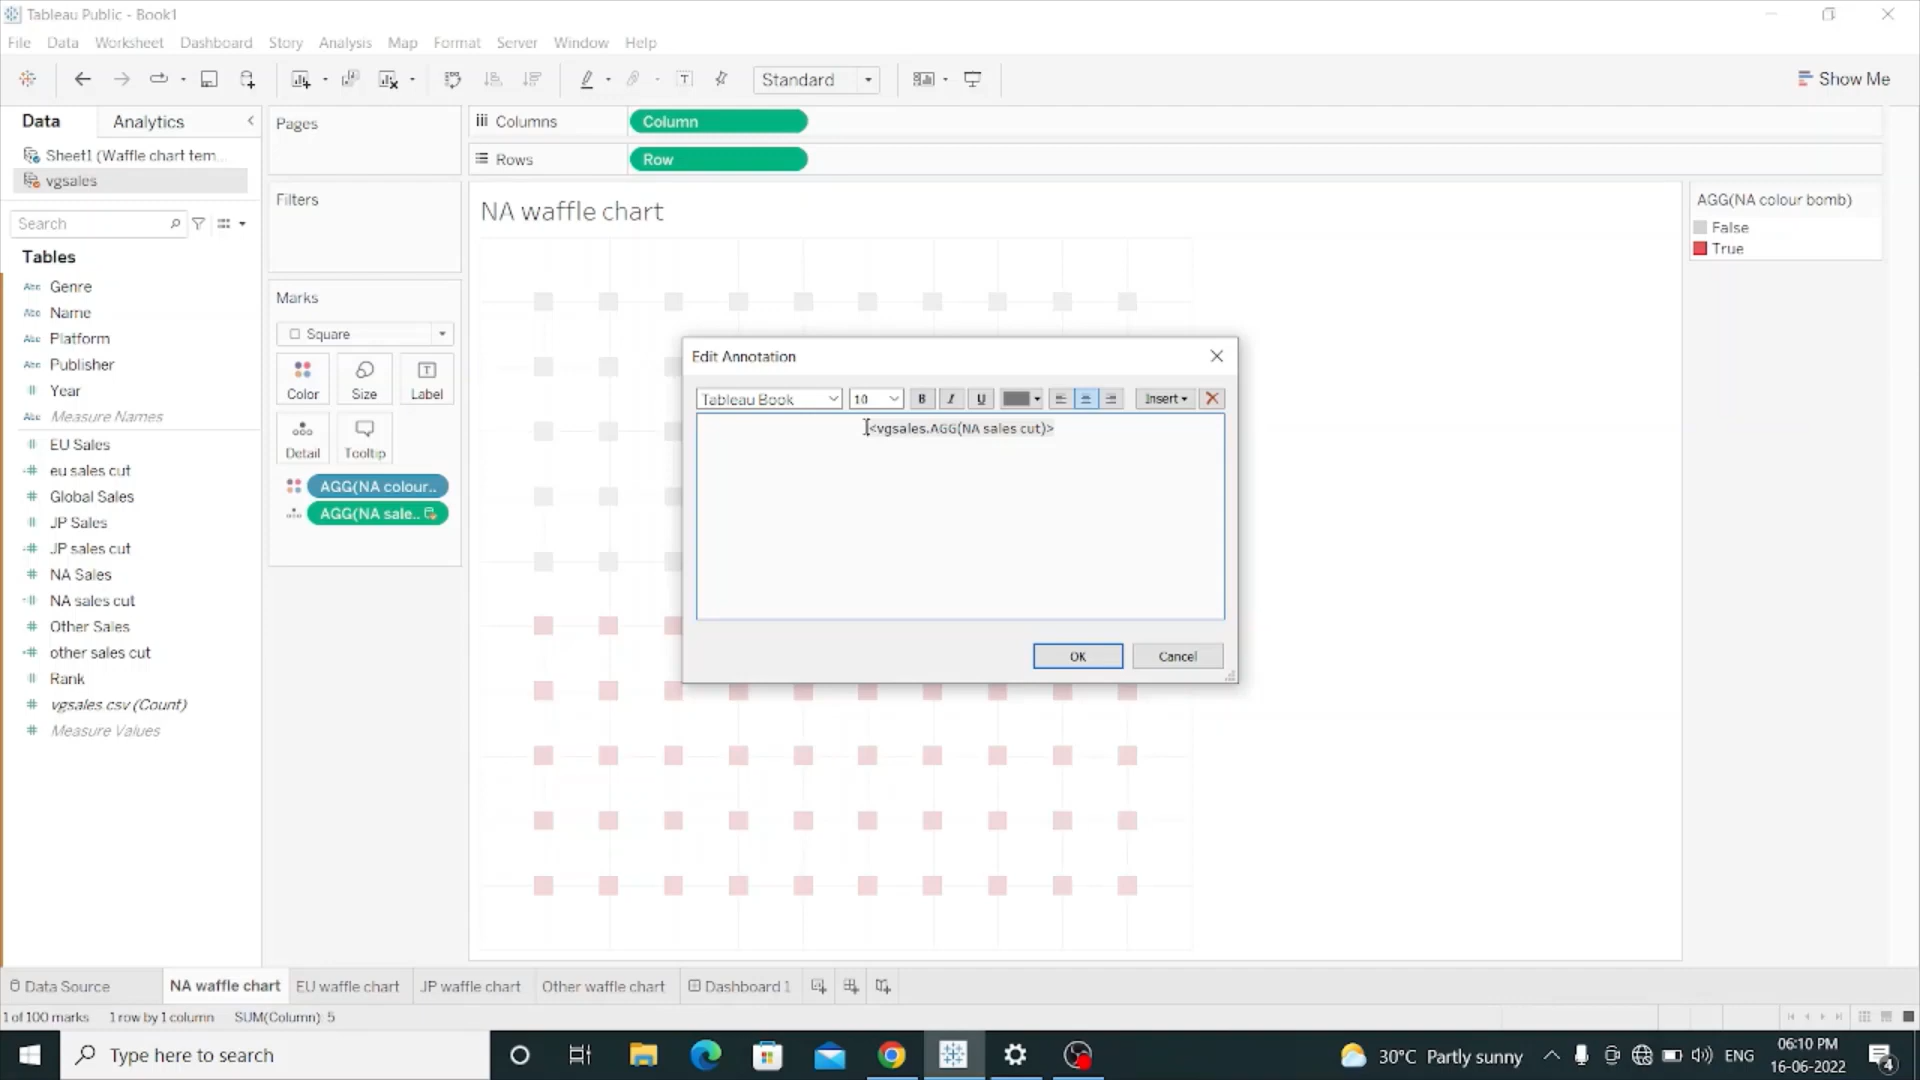 Tableau Public - Book1
File Data Worksheet Dashboard Story Analysis Map Format Server Window Help
Standard
Show Me
Data Analytics
Sheet1 (Waffle chart tem...
vgsales
Search
Tables
Abc Genre
Abc Name
Abc Platform
Abc Publisher
Year
Abc Measure Names
EU Sales
eu sales cut
Global Sales
JP Sales
JP sales cut
NA Sales
NA sales cut
Other Sales
other sales cut
Rank
vgsales csv (Count)
Measure Values
Pages
Filters
Marks
Square
Color Size Label
Detail Tooltip
AGG(NA colour..
AGG(NA sale..
Columns Column
Rows Row
NA waffle chart
AGG(NA colour bomb)
False
True
Edit Annotation
Tableau Book 10 B I U Insert
<vgsales.AGG(NA sales cut)>
OK Cancel
Data Source NA waffle chart EU waffle chart JP waffle chart Other waffle chart Dashboard 1
1 of 100 marks 1 row by 1 column SUM(Column): 5
Type here to search
30°C Partly sunny
ENG
06:10 PM
16-06-2022
4